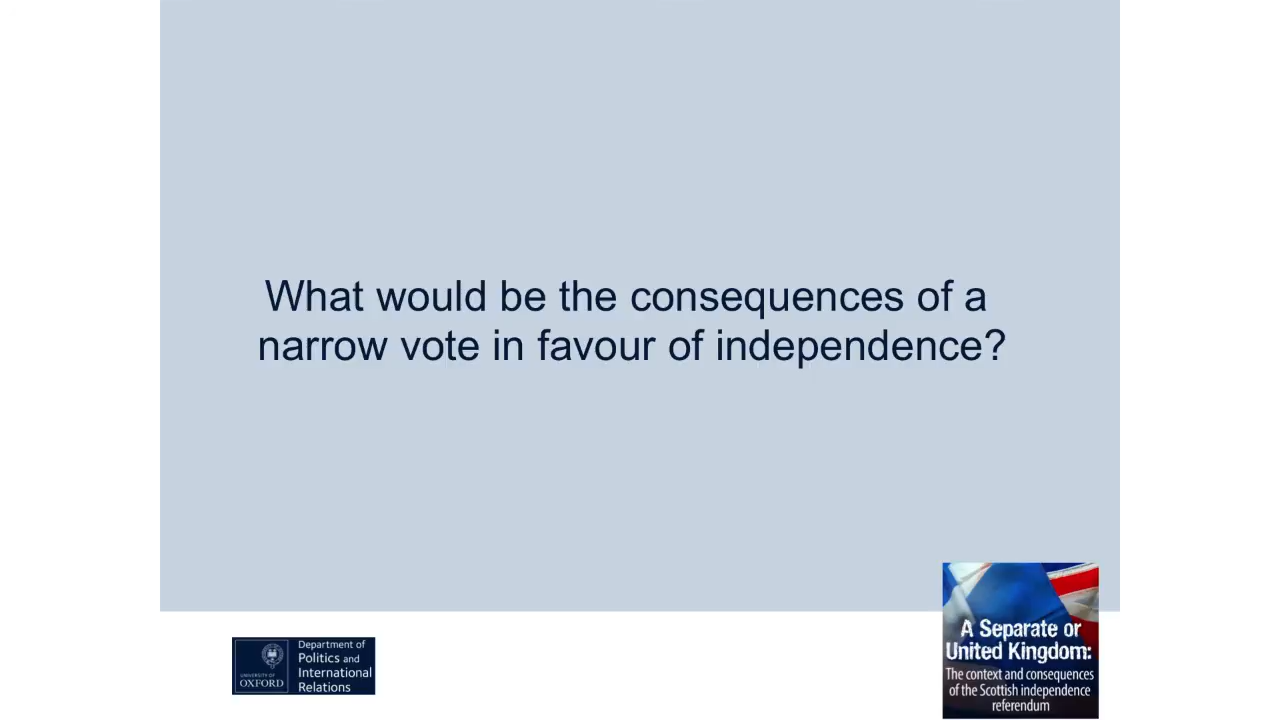 What would be the consequences of a
narrow vote in favour of independence?
UNIVERSITY OF
OXFORD
Department of
Politics and
International
Relations
A Separate or
United Kingdom:
The context and consequences
of the Scottish independence
referendum